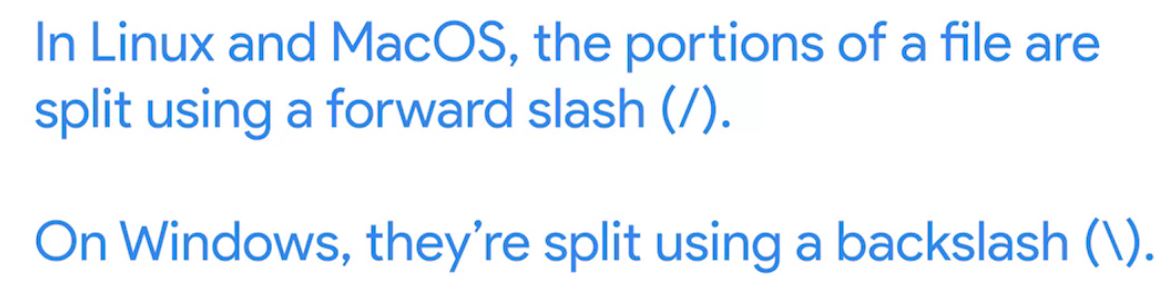 In Linux and MacOS, the portions of a file are
split using a forward slash (/).
On Windows, they’re split using a backslash (\).